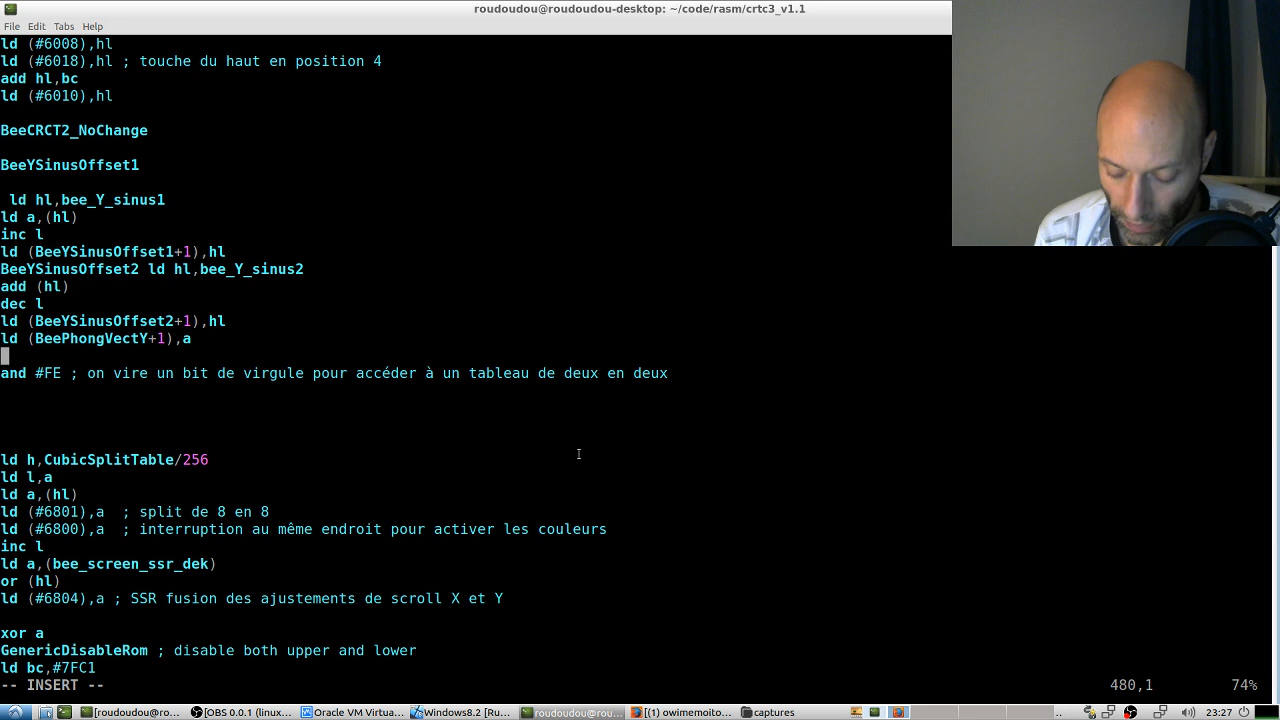 roudoudou@roudoudou-desktop: ~/code/rasm/crtc3_v1.1
File Edit Tabs Help
ld (#6008),hl
ld (#6018),hl ; touche du haut en position 4
add hl,bc
ld (#6010),hl
BeeCRCT2_NoChange
BeeYSinusOffset1
ld hl,bee_Y_sinus1
ld a,(hl)
inc l
ld (BeeYSinusOffset1+1),hl
BeeYSinusOffset2 ld hl,bee_Y_sinus2
add (hl)
dec l
ld (BeeYSinusOffset2+1),hl
ld (BeePhongVectY+1),a
and #FE ; on vire un bit de virgule pour accéder à un tableau de deux en deux
ld h,CubicSplitTable/256
ld l,a
ld a,(hl)
ld (#6801),a ; split de 8 en 8
ld (#6800),a ; interruption au même endroit pour activer les couleurs
inc l
ld a,(bee_screen_ssr_dek)
or (hl)
ld (#6804),a ; SSR fusion des ajustements de scroll X et Y
xor a
GenericDisableRom ; disable both upper and lower
ld bc,#7FC1
-- INSERT -- 480,1 74%
[roudoudou@ro... [OBS 0.0.1 (linux... Oracle VM Virtua... Windows8.2 [Ru... roudoudou@rou... [(1) owimemoito... captures .. 23:27